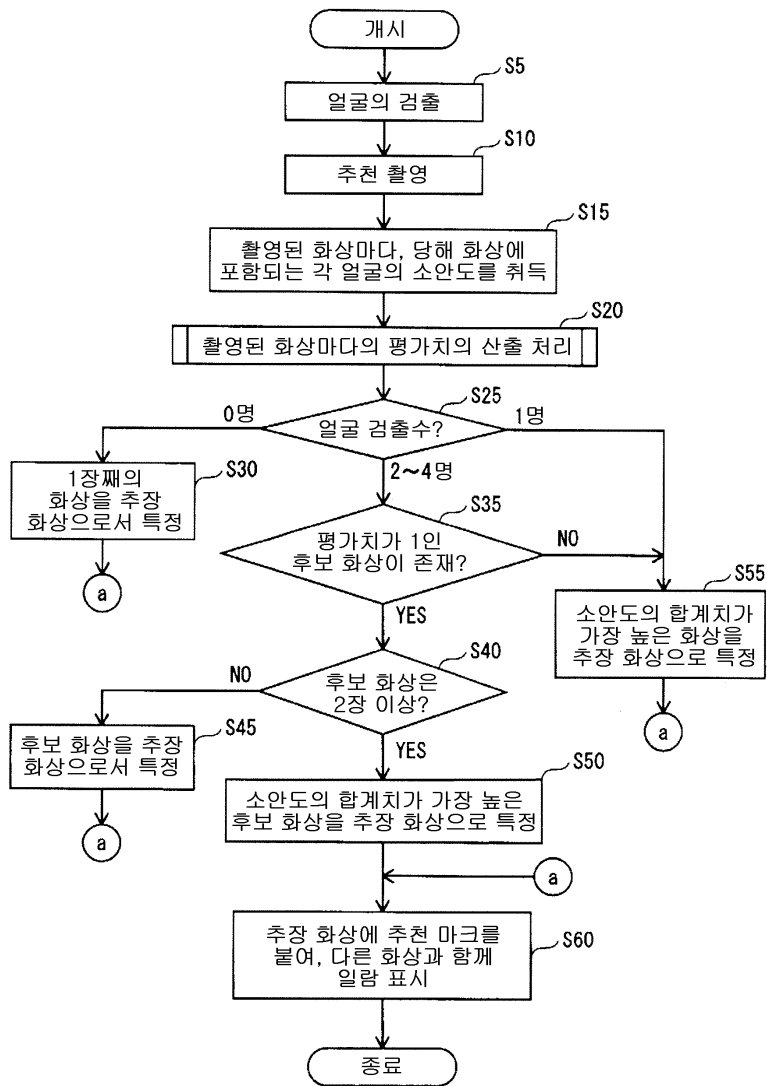 개시
S5
얼굴의 검출
S10
추천 촬영
S15
촬영된 화상마다, 당해 화상에
포함되는 각 얼굴의 소안도를 취득
S20
촬영된 화상마다의 평가치의 산출 처리
S25
0명
얼굴 검출수?
1명
2～4명
S30
1장째의
화상을 추장
화상으로서 특정
a
S35
평가치가 1인
후보 화상이 존재?
NO
YES
S55
소안도의 합계치가
가장 높은 화상을
추장 화상으로 특정
a
S40
후보 화상은
2장 이상?
NO
YES
S45
후보 화상을 추장
화상으로서 특정
a
S50
소안도의 합계치가 가장 높은
후보 화상을 추장 화상으로 특정
a
S60
추장 화상에 추천 마크를
붙여, 다른 화상과 함께
일람 표시
종료